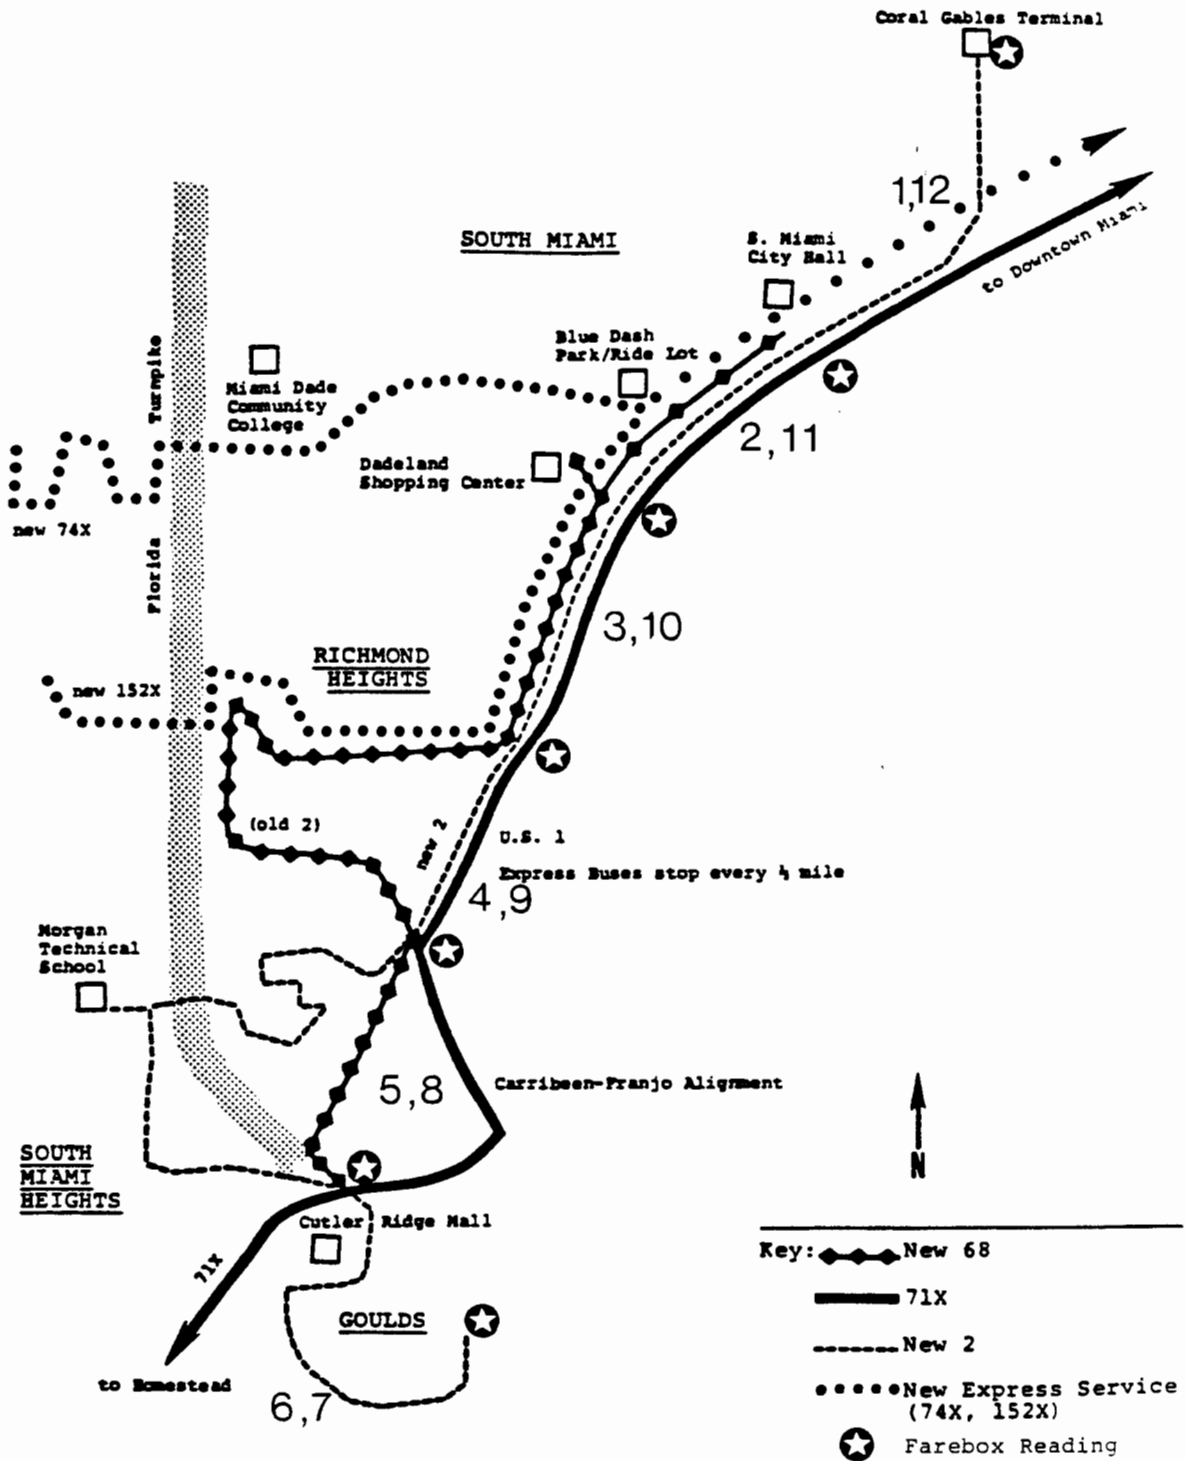 Coral Gables Terminal
1,12
to Downtown Miami
SOUTH MIAMI
S. Miami
City Hall
Blue Dash
Park/Ride Lot
Turnpike
Miami Dade
Community
College
2,11
Dadeland
Shopping Center
new 74X
Florida
3,10
RICHMOND
HEIGHTS
new 152X
(old 2)
new 2
U.S. 1
Express Buses stop every ¼ mile
4,9
Morgan
Technical
School
5,8
Carribeen-Franjo Alignment
N
SOUTH
MIAMI
HEIGHTS
Cutler Ridge Mall
71X
GOULDS
to Homestead
6,7
Key: New 68
71X
New 2
New Express Service
(74X, 152X)
Farebox Reading